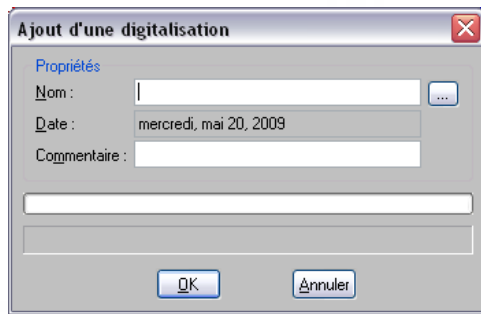 Ajout d'une digitalisation
Propriétés
Nom :
...
Date : mercredi, mai 20, 2009
Commentaire :
OK Annuler